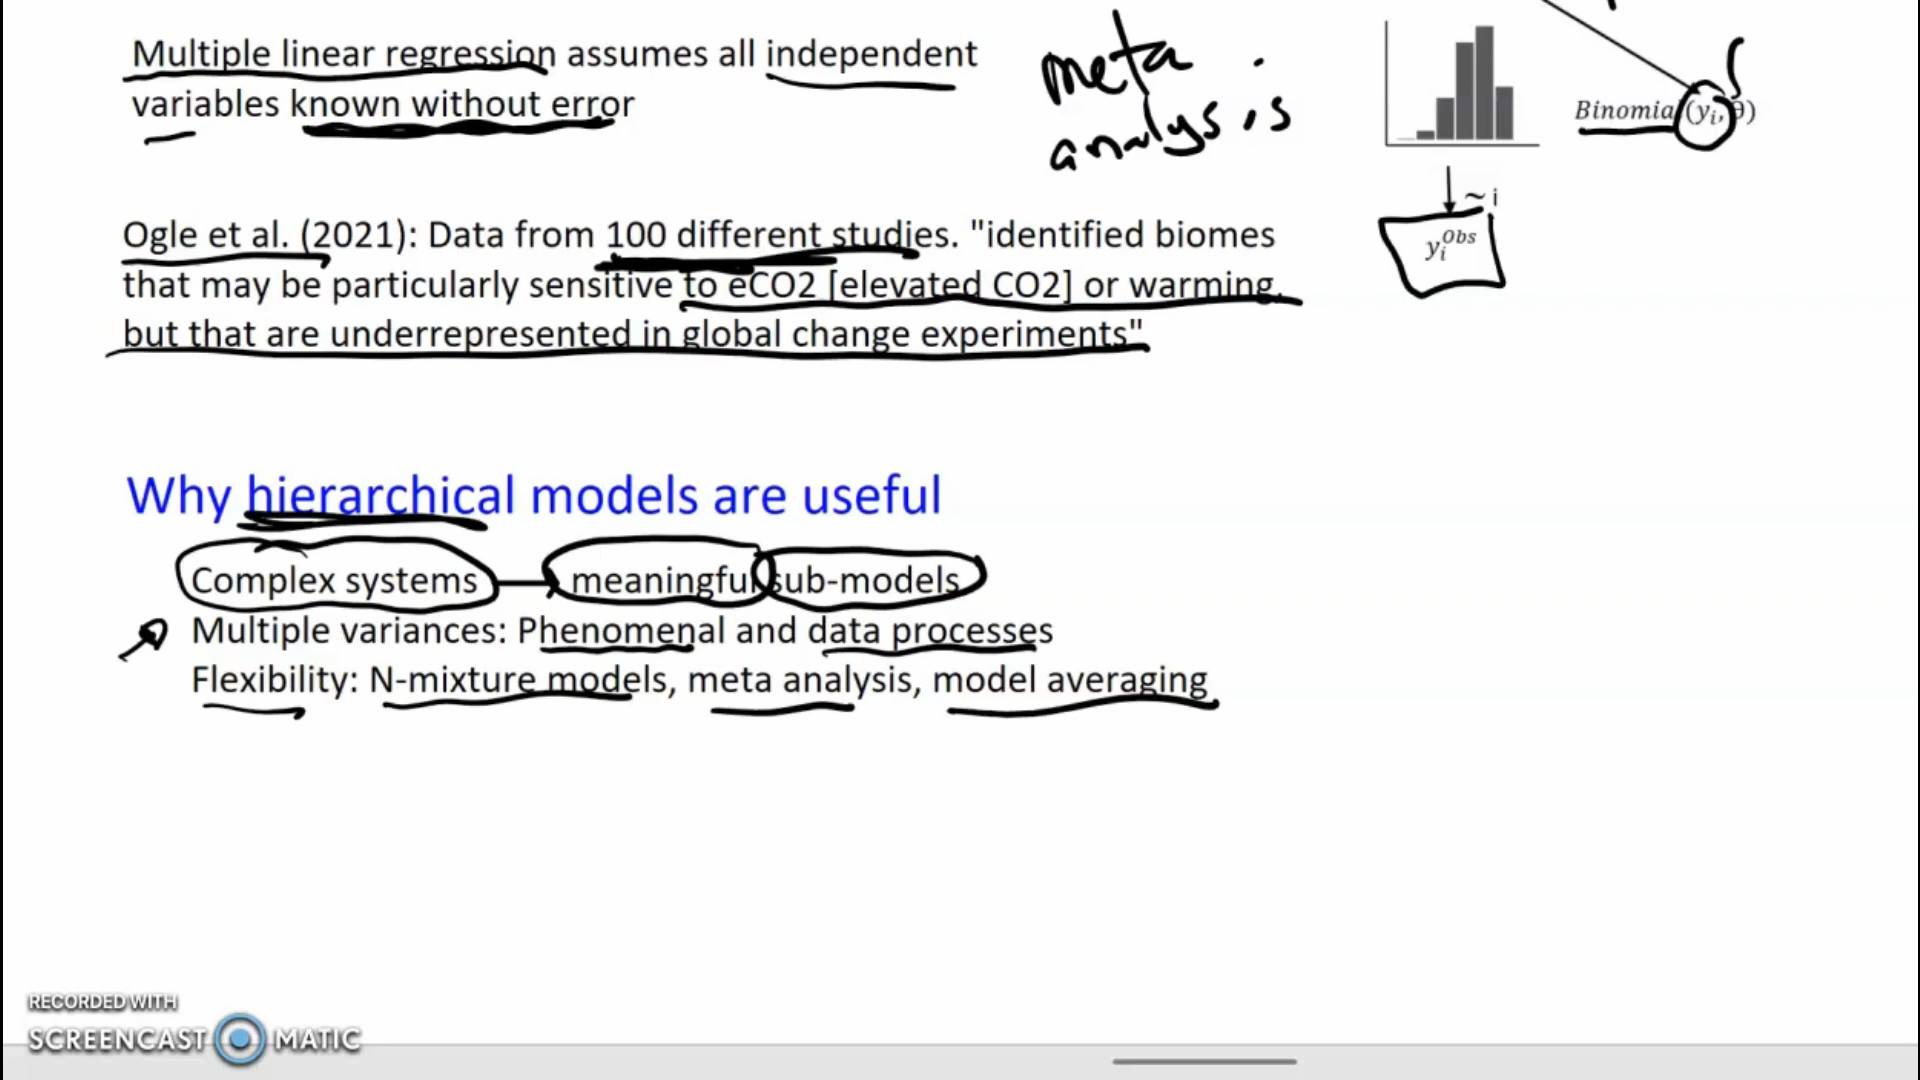 Multiple linear regression assumes all independent
variables known without error
meta
analysis
Binomial(yᵢ, θ)
~ i
yᵢᴼᵇˢ
Ogle et al. (2021): Data from 100 different studies. "identified biomes
that may be particularly sensitive to eCO2 [elevated CO2] or warming,
but that are underrepresented in global change experiments"
Why hierarchical models are useful
Complex systems meaningful sub-models
Multiple variances: Phenomenal and data processes
Flexibility: N-mixture models, meta analysis, model averaging
RECORDED WITH
SCREENCAST MATIC